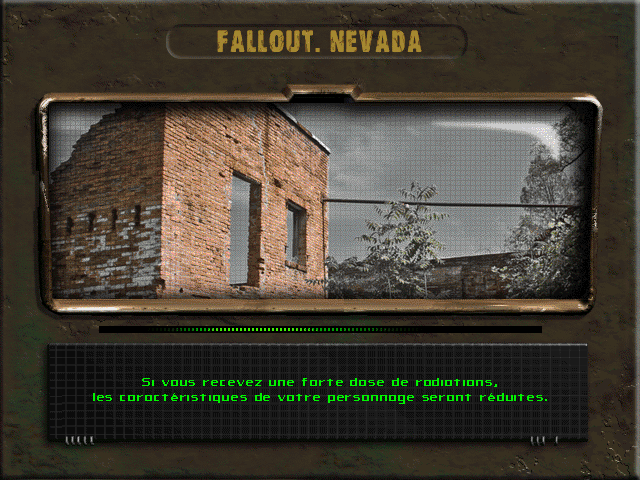 FALLOUT. NEVADA
Si vous recevez une forte dose de radiations,
les caractéristiques de votre personnage seront réduites.